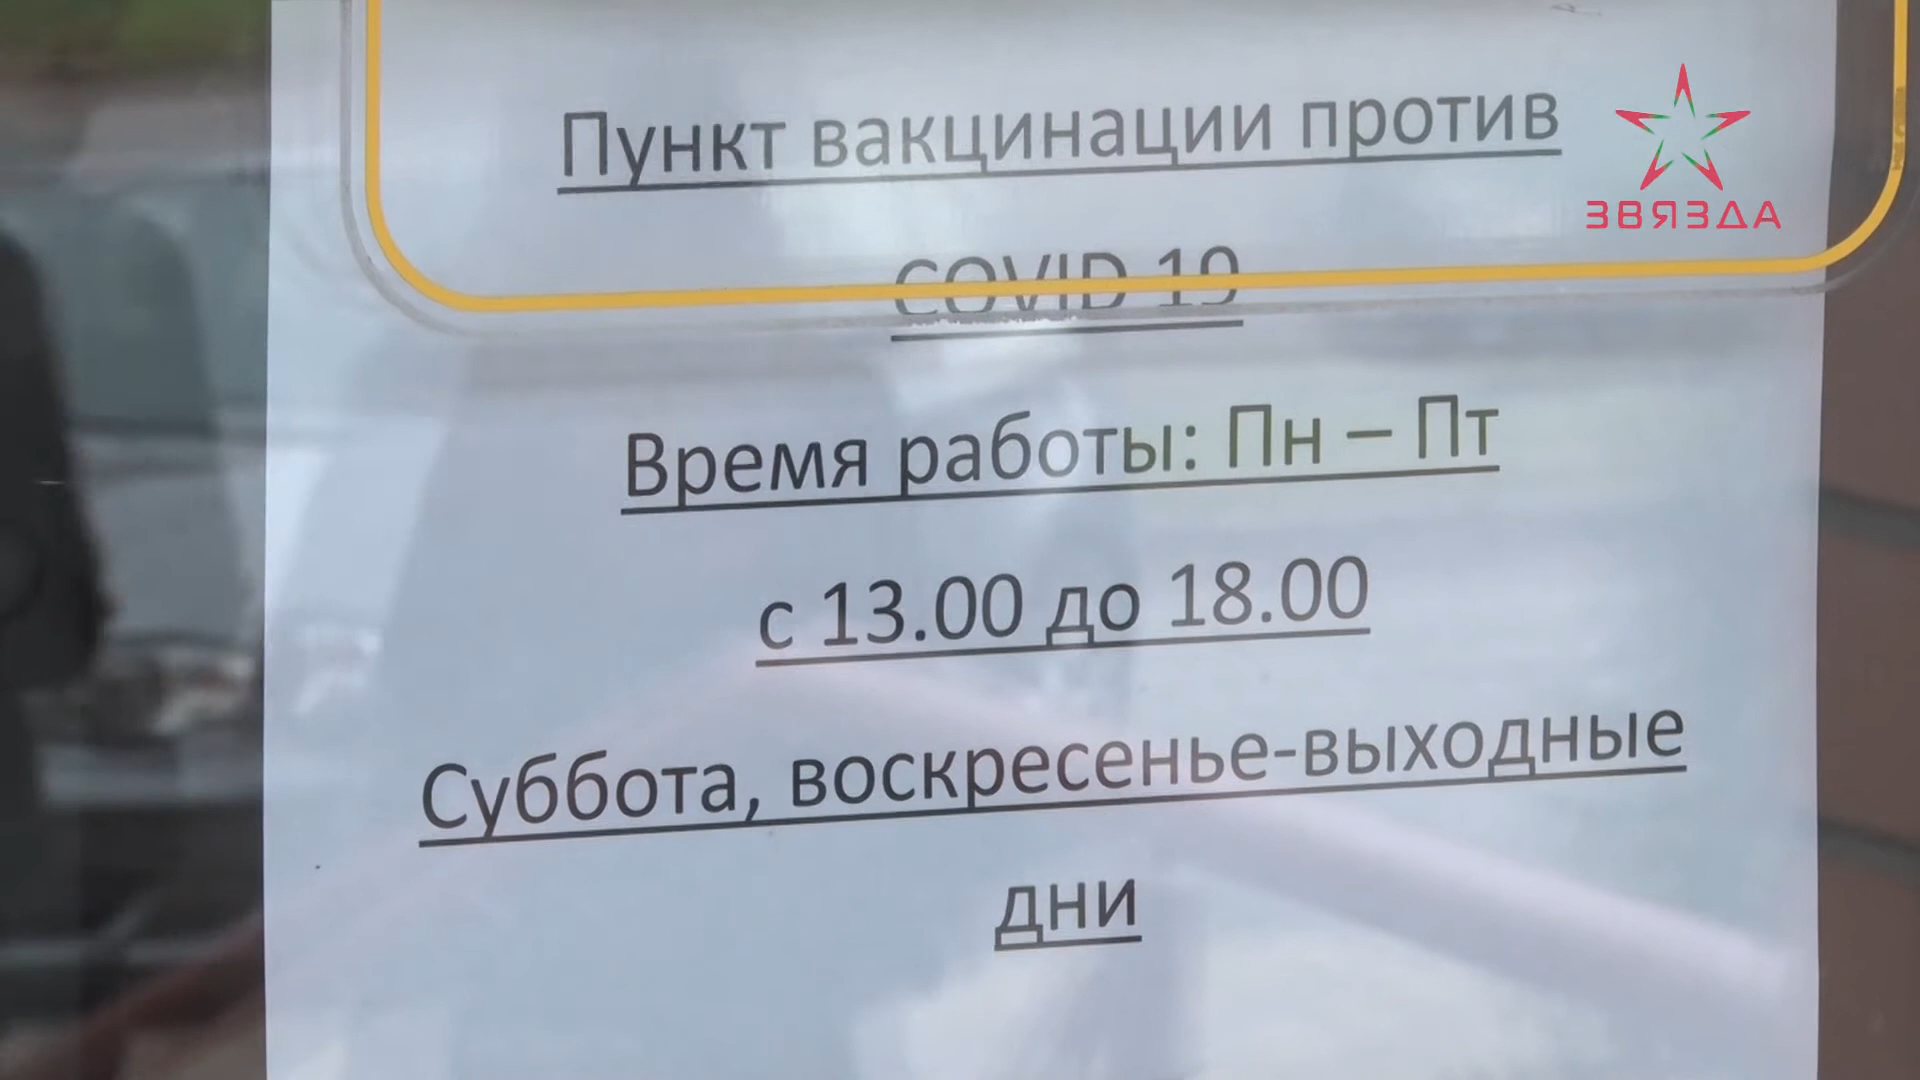 Пункт вакцинации против
COVID 19
Время работы: Пн – Пт
с 13.00 до 18.00
Суббота, воскресенье-выходные
дни
ЗВЯЗДА